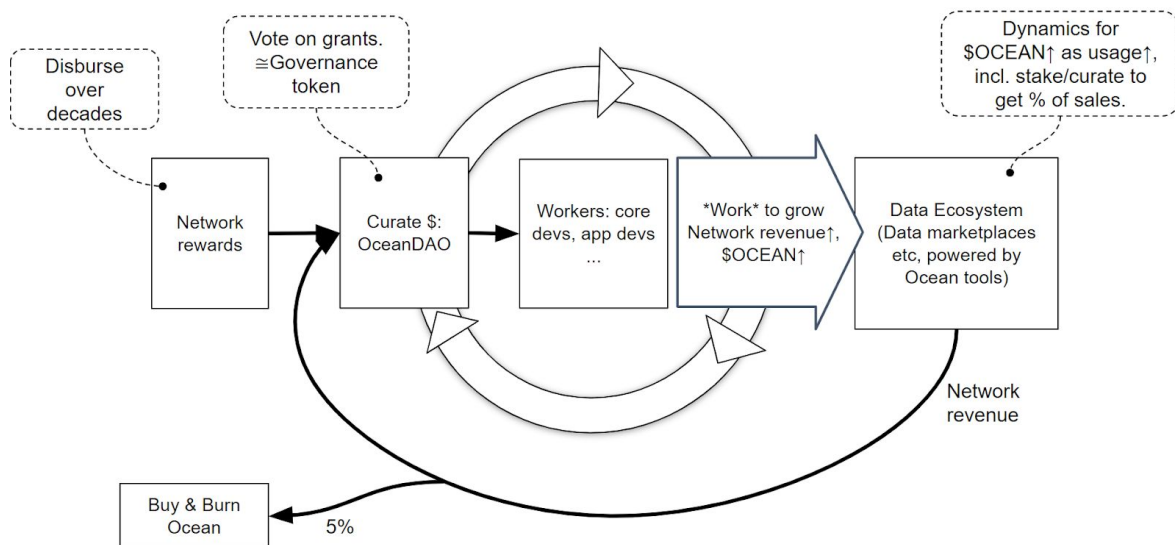 Disburse
over
decades
Vote on grants.
≅Governance
token
Dynamics for
$OCEAN↑ as usage↑,
incl. stake/curate to
get % of sales.
Network
rewards
Curate $:
OceanDAO
Workers: core
devs, app devs
...
*Work* to grow
Network revenue↑,
$OCEAN↑
Data Ecosystem
(Data marketplaces
etc, powered by
Ocean tools)
Network
revenue
Buy & Burn
Ocean
5%